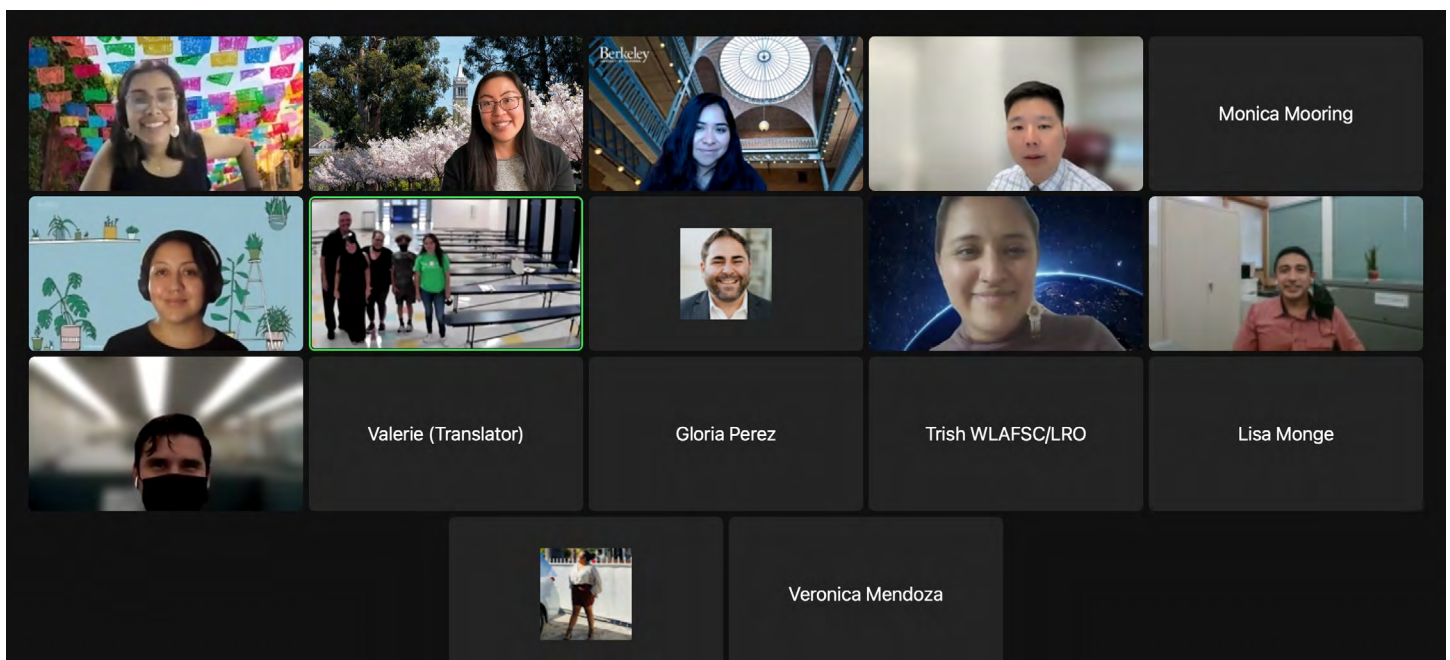 Berkeley
Monica Mooring
Valerie (Translator)
Gloria Perez
Trish WLAFSC/LRO
Lisa Monge
Veronica Mendoza